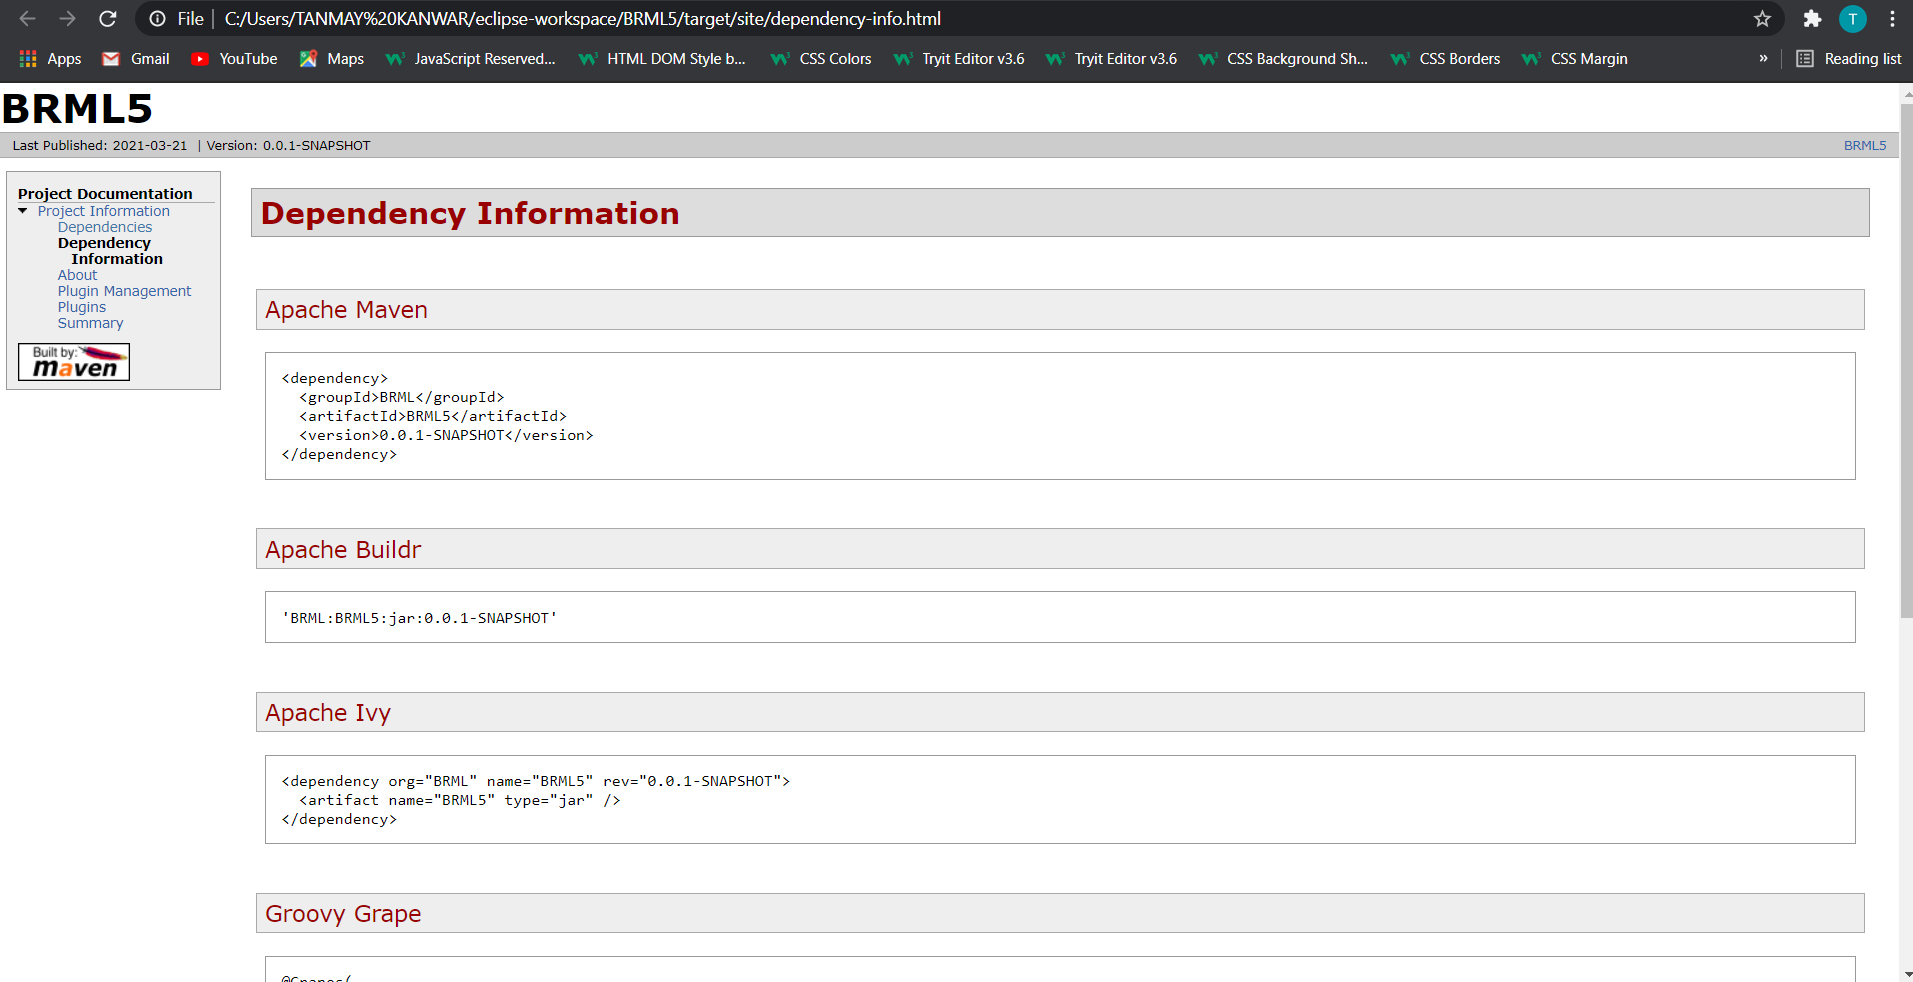 File | C:/Users/TANMAY%20KANWAR/eclipse-workspace/BRML5/target/site/dependency-info.html T
Apps Gmail YouTube Maps JavaScript Reserved... HTML DOM Style b... CSS Colors Tryit Editor v3.6 Tryit Editor v3.6 CSS Background Sh... CSS Borders CSS Margin » Reading list
BRML5
Last Published: 2021-03-21 | Version: 0.0.1-SNAPSHOT BRML5
Project Documentation
Project Information
Dependencies
Dependency
Information
About
Plugin Management
Plugins
Summary
Built by:
maven
Dependency Information
Apache Maven
<dependency>
  <groupId>BRML</groupId>
  <artifactId>BRML5</artifactId>
  <version>0.0.1-SNAPSHOT</version>
</dependency>
Apache Buildr
'BRML:BRML5:jar:0.0.1-SNAPSHOT'
Apache Ivy
<dependency org="BRML" name="BRML5" rev="0.0.1-SNAPSHOT">
  <artifact name="BRML5" type="jar" />
</dependency>
Groovy Grape
@Grapes(